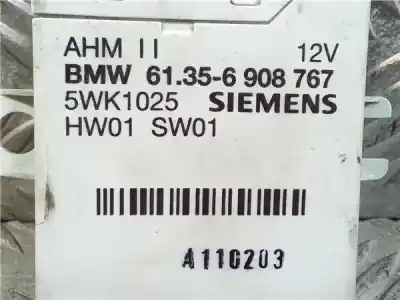 AHM II 12V
BMW 61.35-6 908 767
5WK1025 SIEMENS
HW01 SW01
A110203